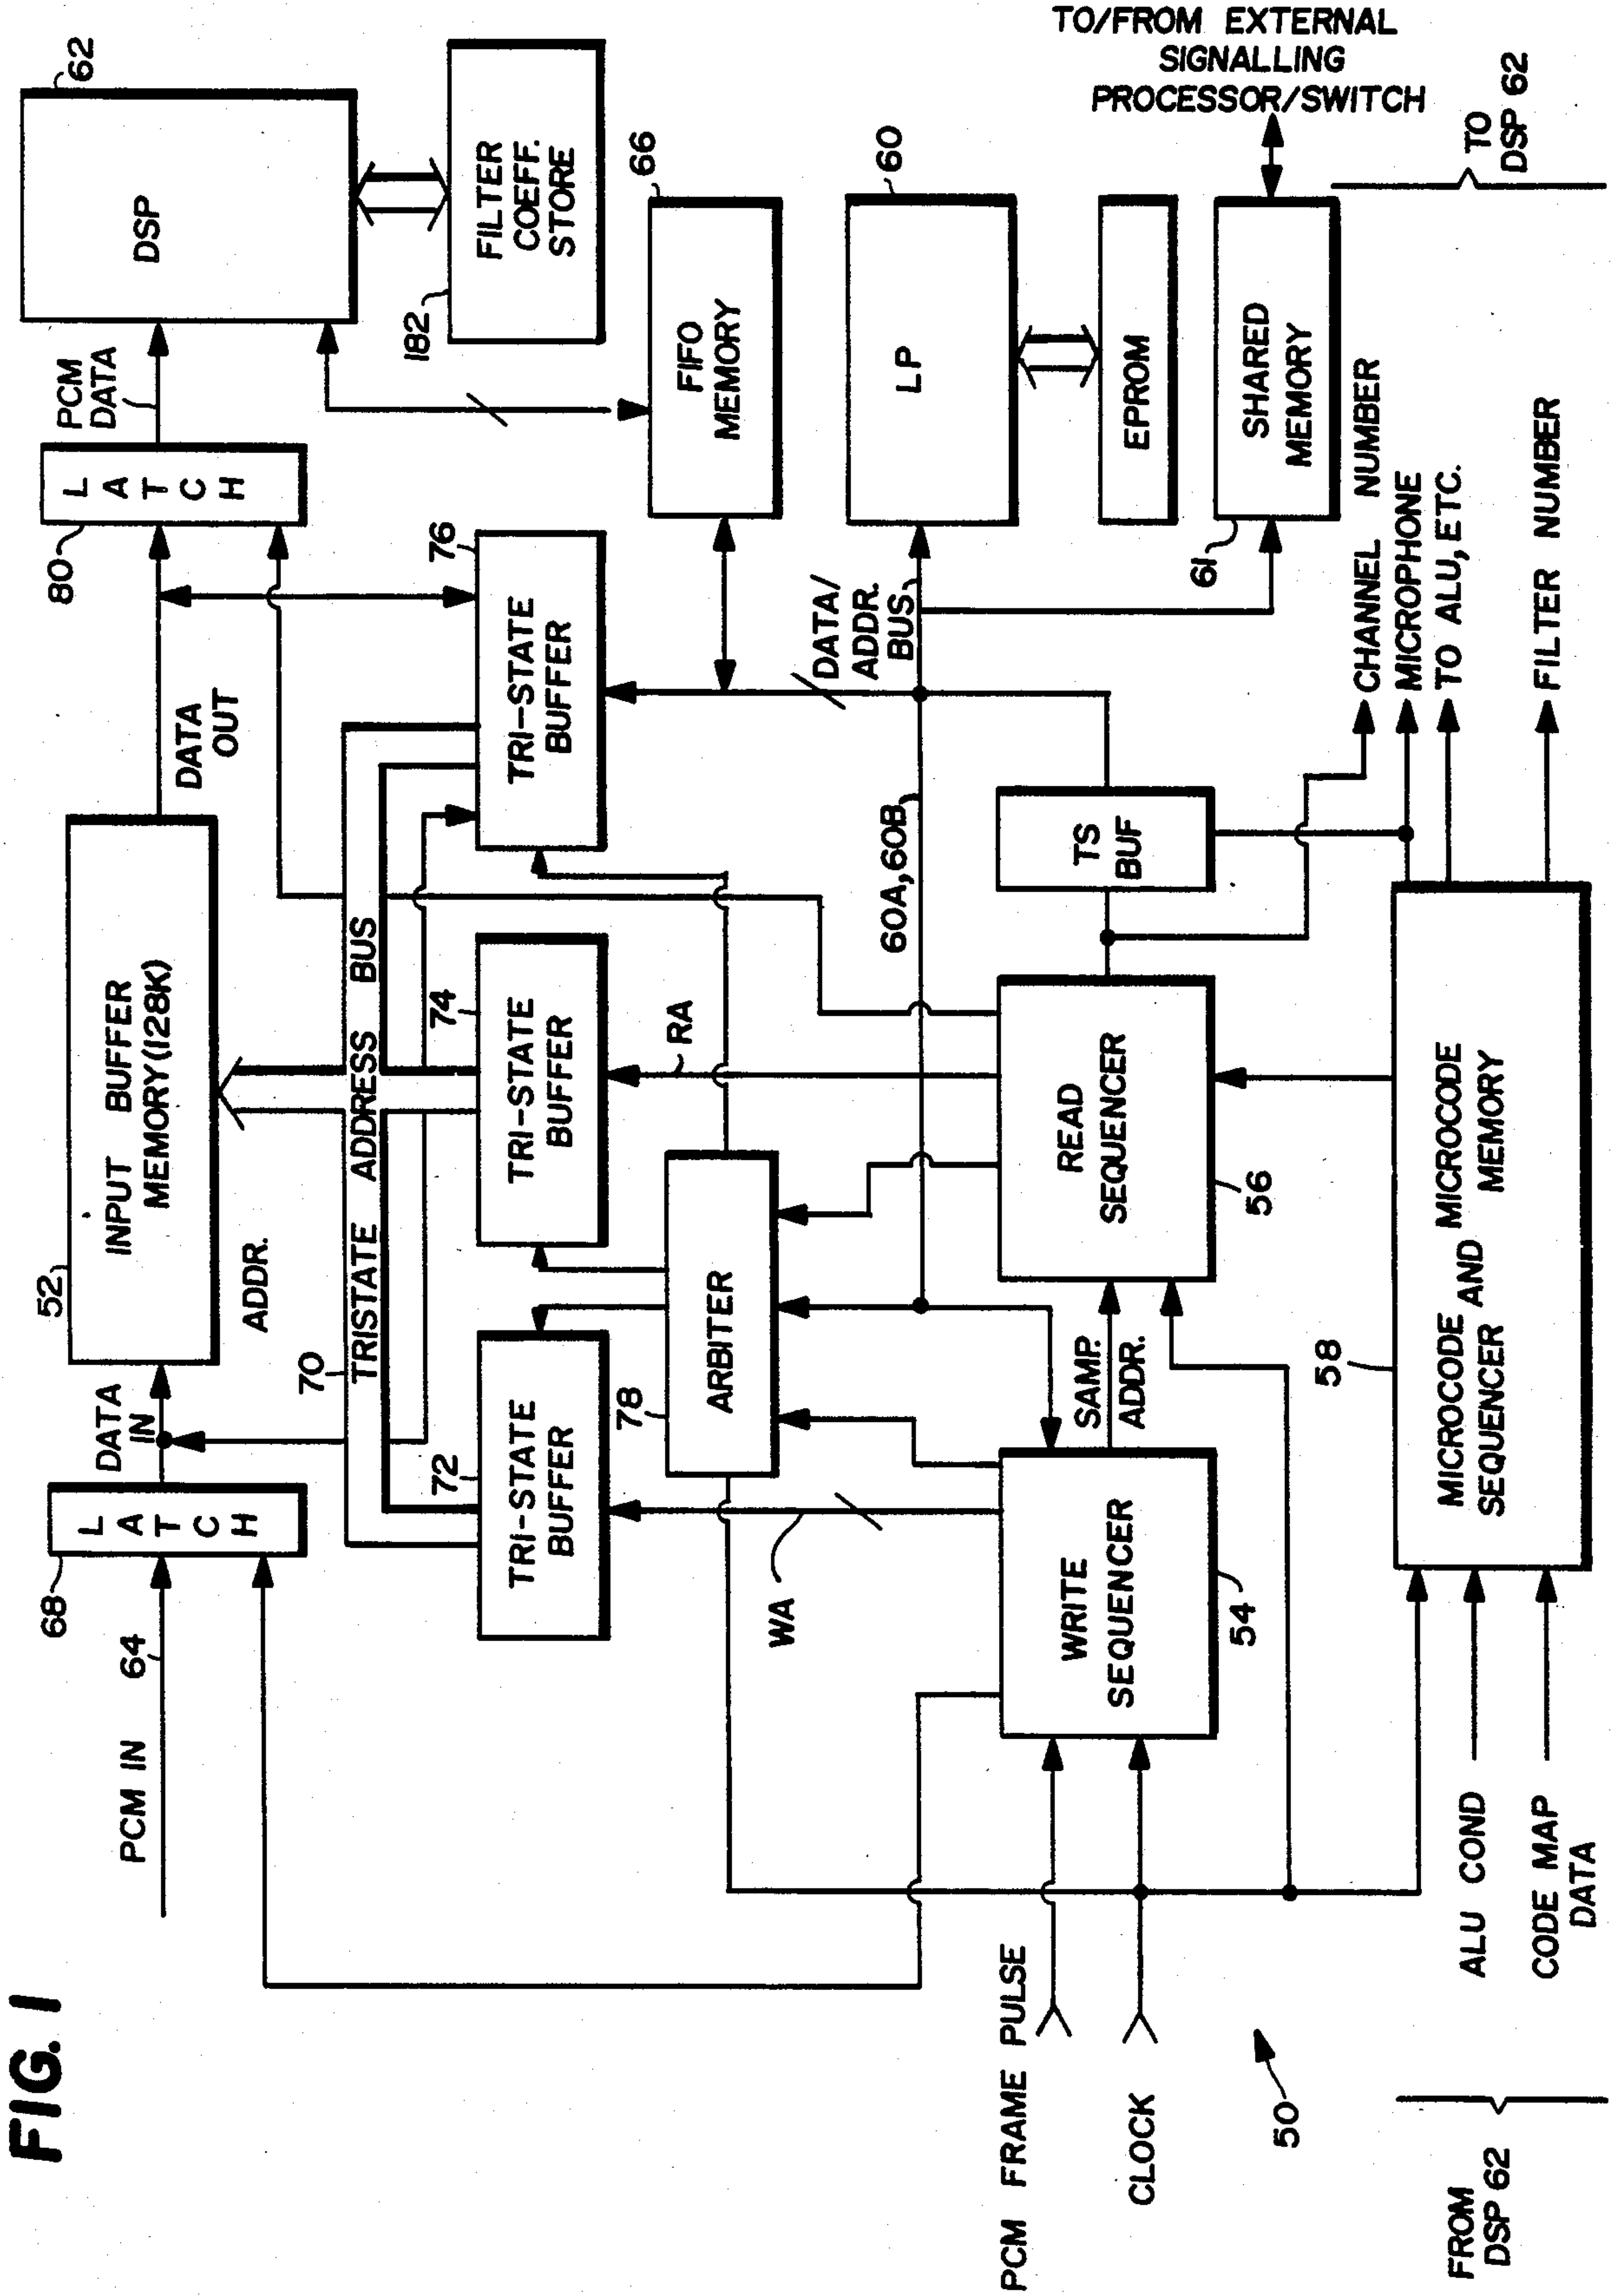 FIG. 1
PCM IN
64
68
LATCH
DATA
IN
52
INPUT BUFFER
MEMORY (128K)
ADDR.
DATA
OUT
80
LATCH
PCM
DATA
62
DSP
182
FILTER
COEFF.
STORE
70
TRISTATE ADDRESS BUS
72
TRI-STATE
BUFFER
74
TRI-STATE
BUFFER
76
TRI-STATE
BUFFER
66
FIFO
MEMORY
78
ARBITER
WA
RA
60A, 60B
DATA/
ADDR.
BUS
60
LP
EPROM
61
SHARED
MEMORY
TO/FROM EXTERNAL
SIGNALLING
PROCESSOR/SWITCH
PCM FRAME PULSE
CLOCK
WRITE
SEQUENCER
54
SAMP.
ADDR.
READ
SEQUENCER
56
TS
BUF
CHANNEL NUMBER
MICROPHONE
TO ALU, ETC.
FILTER NUMBER
TO
DSP 62
50
58
MICROCODE AND MICROCODE
SEQUENCER MEMORY
ALU COND
CODE MAP
DATA
FROM
DSP 62